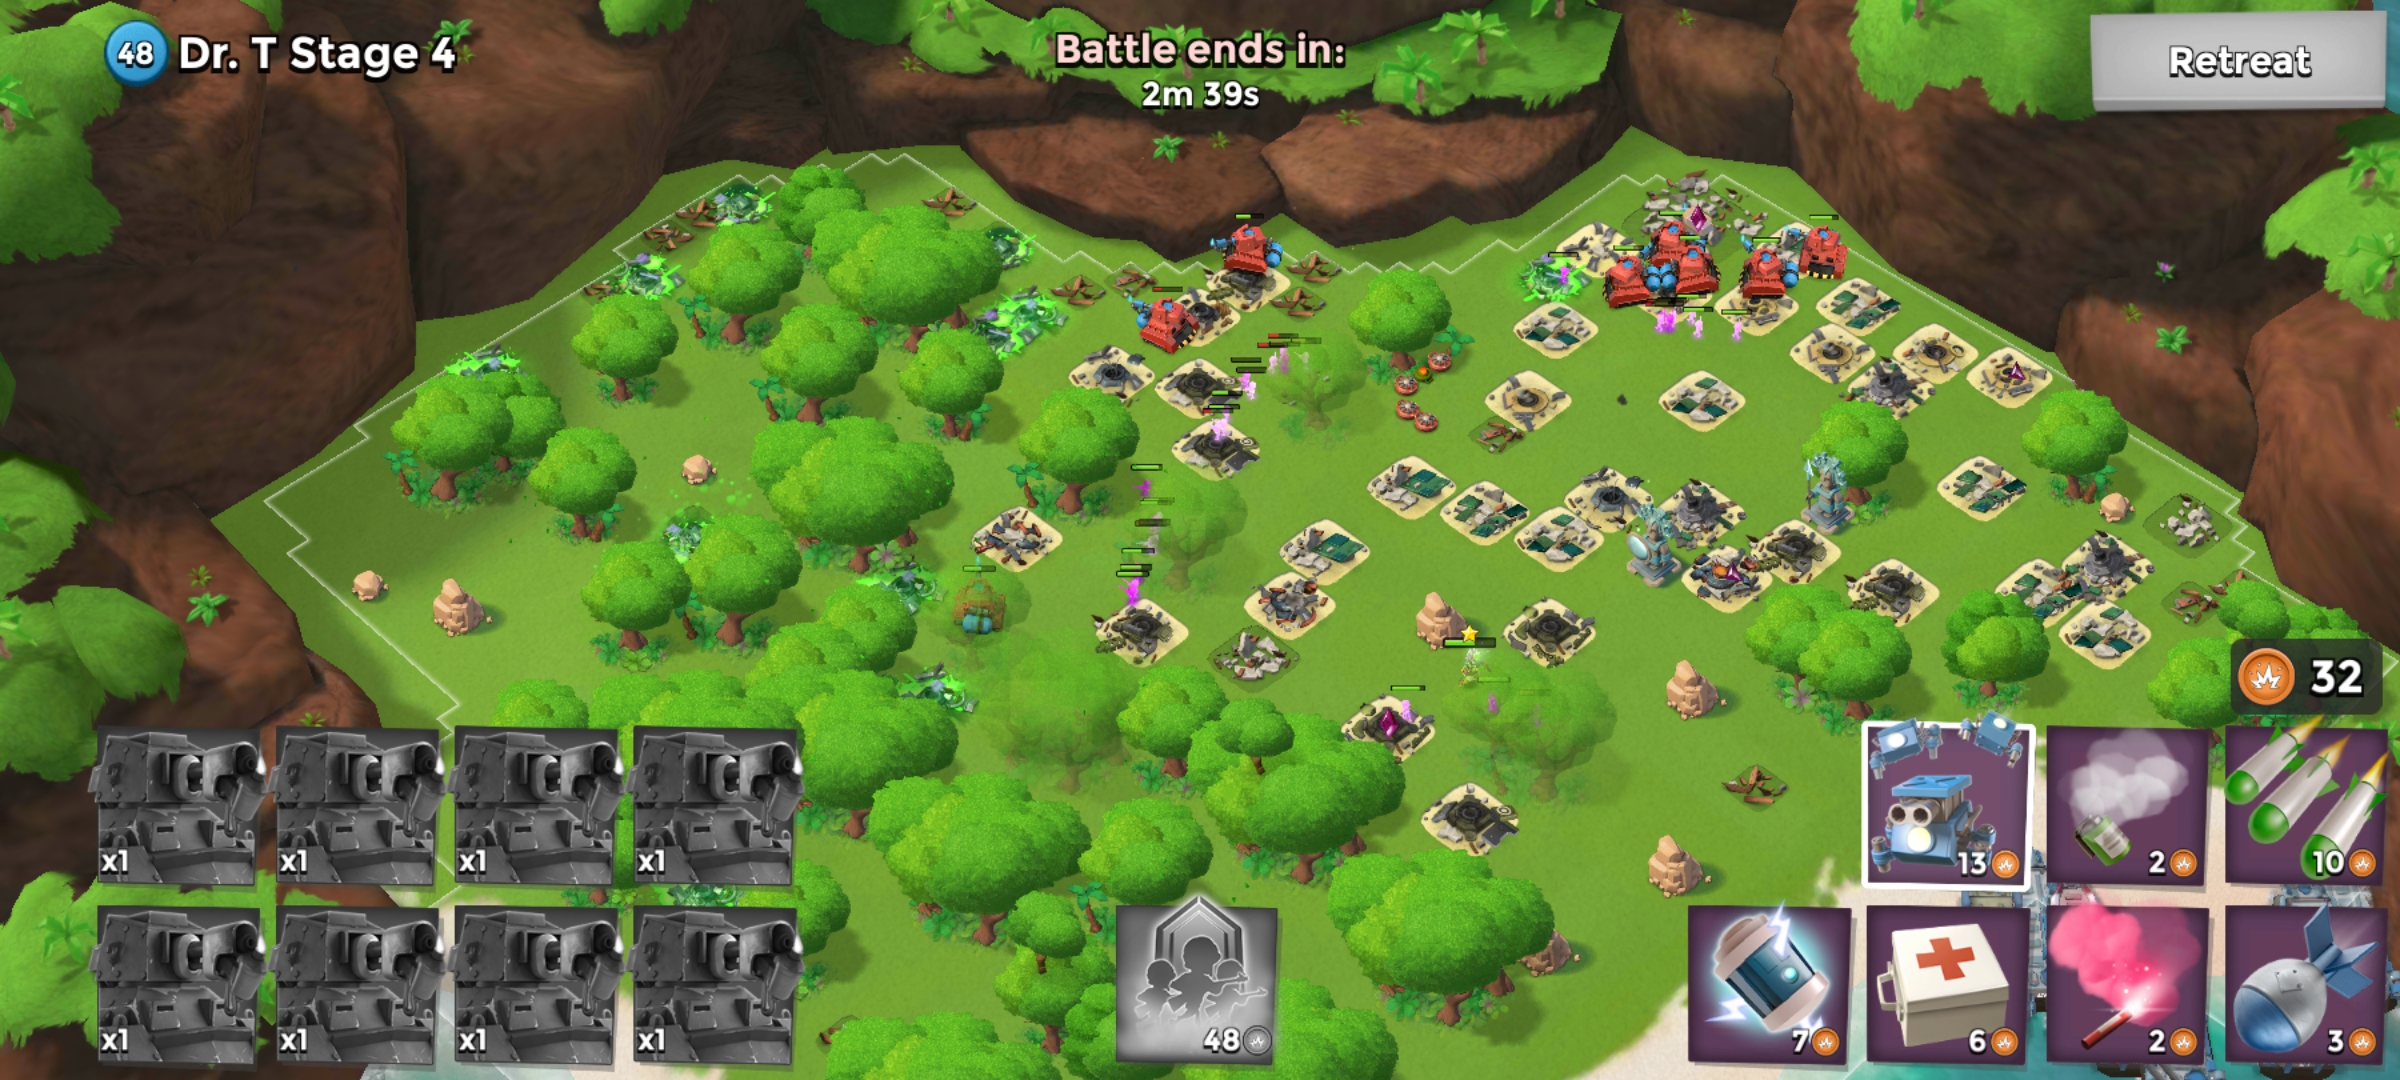 48 Dr. T Stage 4
Battle ends in:
2m 39s
Retreat
32
13
2
10
x1
x1
x1
x1
x1
x1
x1
x1
48
7
6
2
3